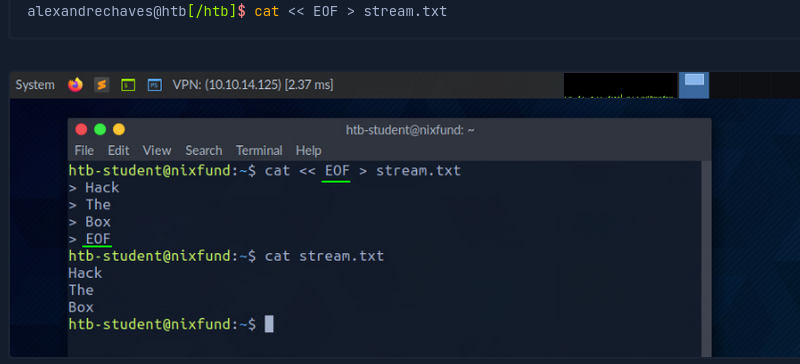 alexandrechaves@htb[/htb]$ cat << EOF > stream.txt
System VPN: (10.10.14.125) [2.37 ms]
htb-student@nixfund: ~
File Edit View Search Terminal Help
htb-student@nixfund:~$ cat << EOF > stream.txt
> Hack
> The
> Box
> EOF
htb-student@nixfund:~$ cat stream.txt
Hack
The
Box
htb-student@nixfund:~$